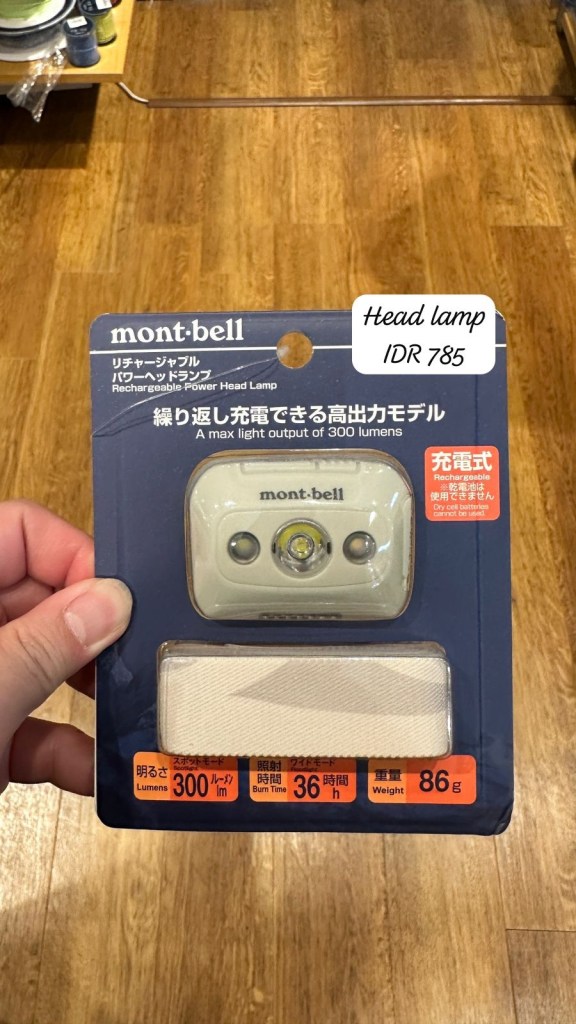 Head lamp
IDR 785
mont-bell
リチャージャブル
パワーヘッドランプ
Rechargeable Power Head Lamp
繰り返し充電できる高出力モデル
A max light output of 300 lumens
充電式
Rechargeable
※乾電池は
使用できません
Dry cell batteries
cannot be used.
mont-bell
明るさ
Lumens
スポットモード
300 ルーメン
lm
照射
時間
Burn Time
ワイドモード
36 時間
h
重量
Weight
86g